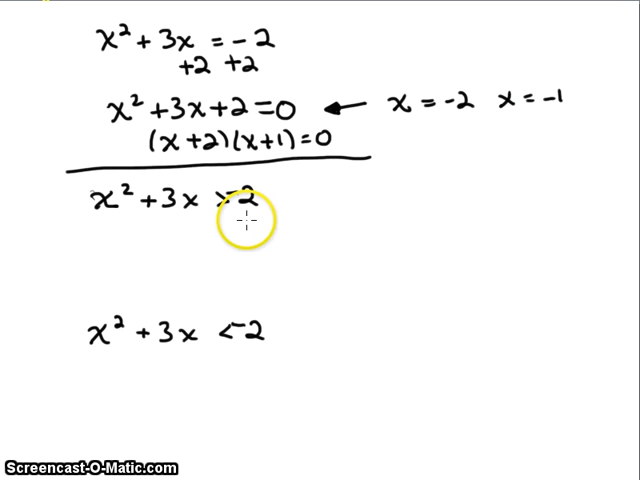 x² + 3x = -2
+2 +2
x² + 3x + 2 = 0 ← x = -2 x = -1
(x + 2)(x + 1) = 0
x² + 3x > -2
x² + 3x < -2
Screencast-O-Matic.com